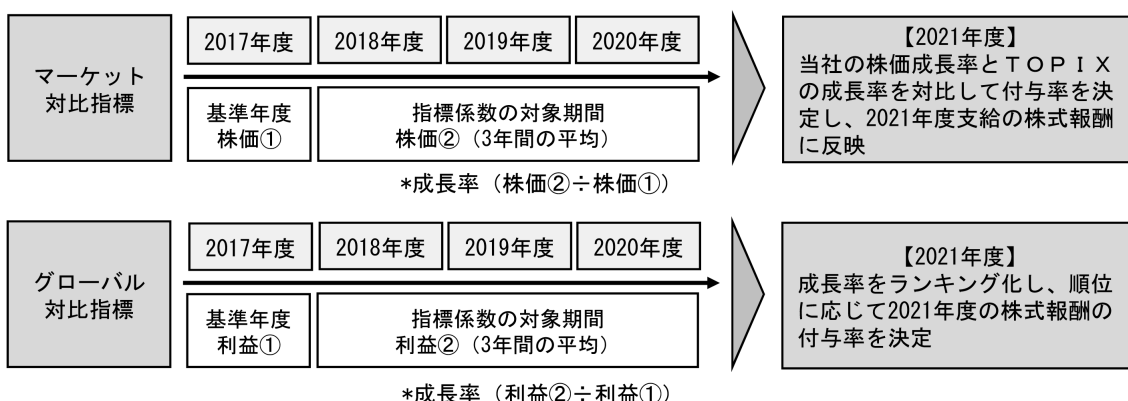 マーケット
対比指標
2017年度
2018年度
2019年度
2020年度
基準年度
株価①
指標係数の対象期間
株価②（3年間の平均）
*成長率（株価②÷株価①）
【2021年度】
当社の株価成長率とＴＯＰＩＸ
の成長率を対比して付与率を決
定し、2021年度支給の株式報酬
に反映
グローバル
対比指標
2017年度
2018年度
2019年度
2020年度
基準年度
利益①
指標係数の対象期間
利益②（3年間の平均）
*成長率（利益②÷利益①）
【2021年度】
成長率をランキング化し、順位
に応じて2021年度の株式報酬の
付与率を決定